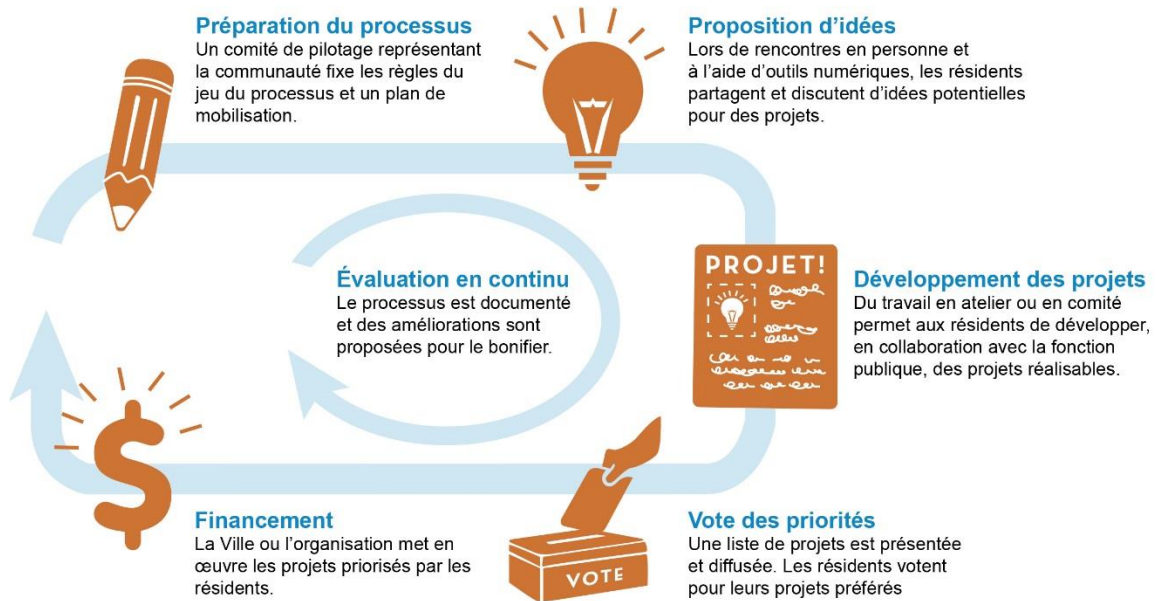 Préparation du processus
Un comité de pilotage représentant
la communauté fixe les règles du
jeu du processus et un plan de
mobilisation.
Proposition d’idées
Lors de rencontres en personne et
à l’aide d’outils numériques, les résidents
partagent et discutent d’idées potentielles
pour des projets.
PROJET!
Développement des projets
Du travail en atelier ou en comité
permet aux résidents de développer,
en collaboration avec la fonction
publique, des projets réalisables.
Évaluation en continu
Le processus est documenté
et des améliorations sont
proposées pour le bonifier.
Financement
La Ville ou l’organisation met en
œuvre les projets priorisés par les
résidents.
VOTE
Vote des priorités
Une liste de projets est présentée
et diffusée. Les résidents votent
pour leurs projets préférés